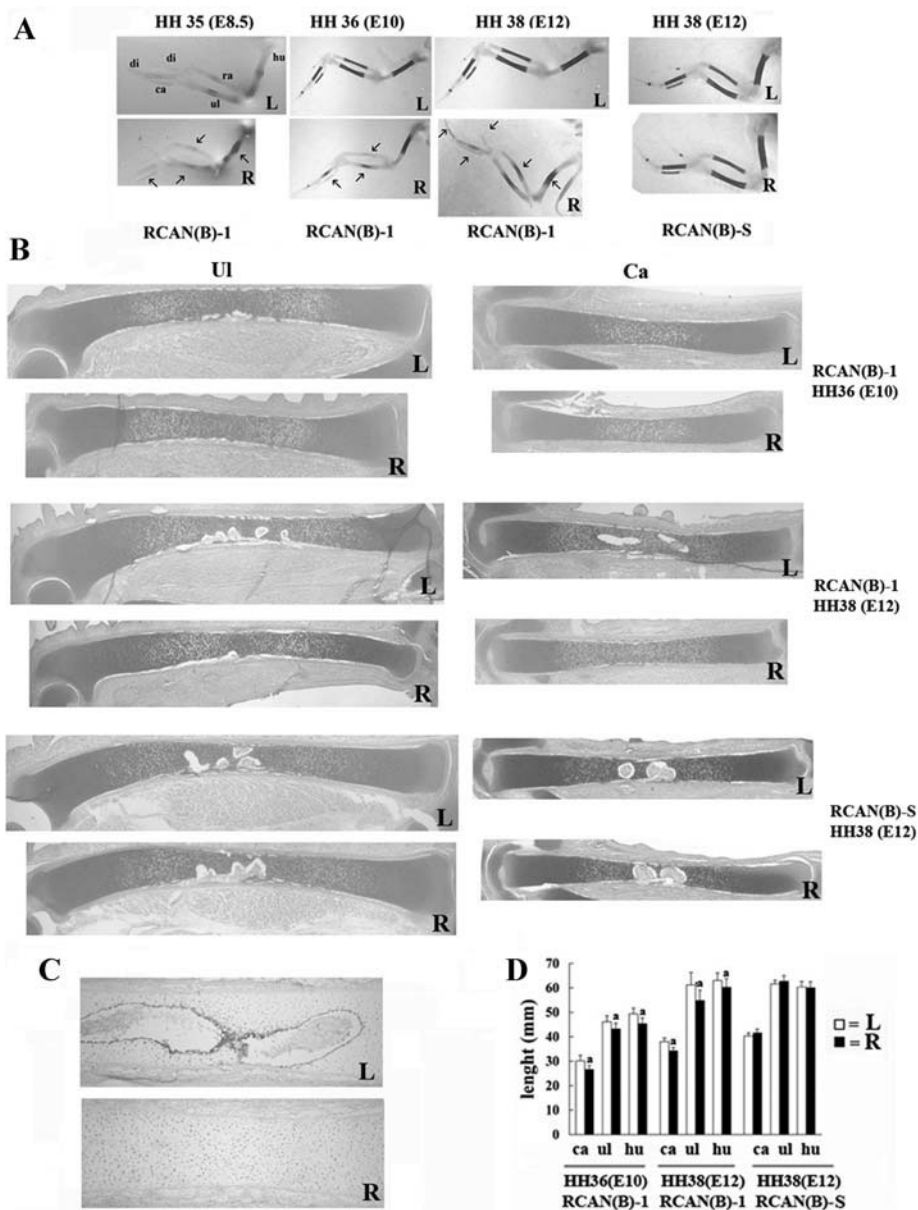 A
HH 35 (E8.5) HH 36 (E10) HH 38 (E12) HH 38 (E12)
di di hu
ca ra
ul
L L L L
R R R R
RCAN(B)-1 RCAN(B)-1 RCAN(B)-1 RCAN(B)-S
B
Ul Ca
L L
RCAN(B)-1
HH36 (E10)
R R
L L
RCAN(B)-1
HH38 (E12)
R R
L L
RCAN(B)-S
HH38 (E12)
R R
C
L
R
D
lenght (mm)
70
60
50
40
30
20
10
0
a a a a a a
= L
= R
ca ul hu ca ul hu ca ul hu
HH36(E10) HH38(E12) HH38(E12)
RCAN(B)-1 RCAN(B)-1 RCAN(B)-S